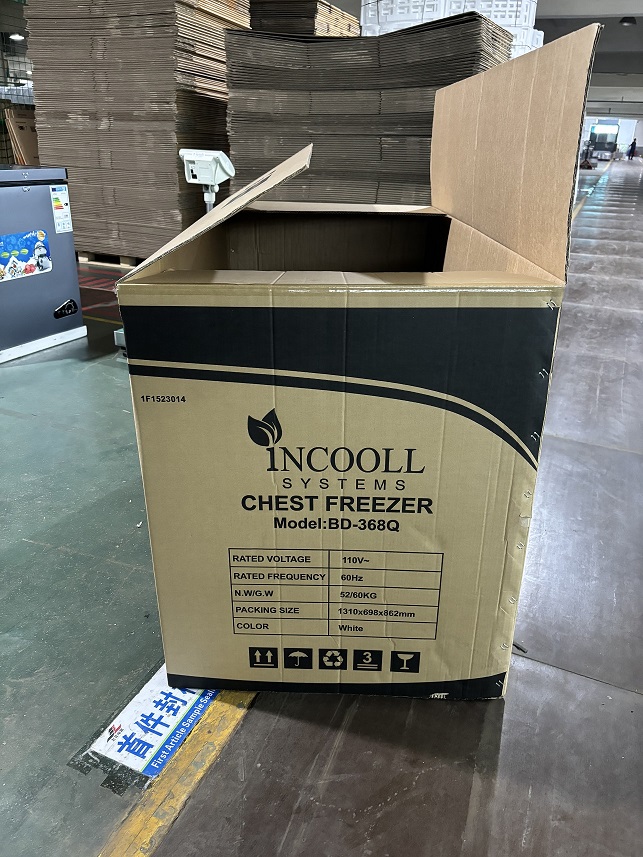 1F1523014
iNCOOLL
SYSTEMS
CHEST FREEZER
Model:BD-368Q
RATED VOLTAGE 110V~
RATED FREQUENCY 60Hz
N.W/G.W 52/60KG
PACKING SIZE 1310x698x862mm
COLOR White
3
首件封
First Article Sample Seal